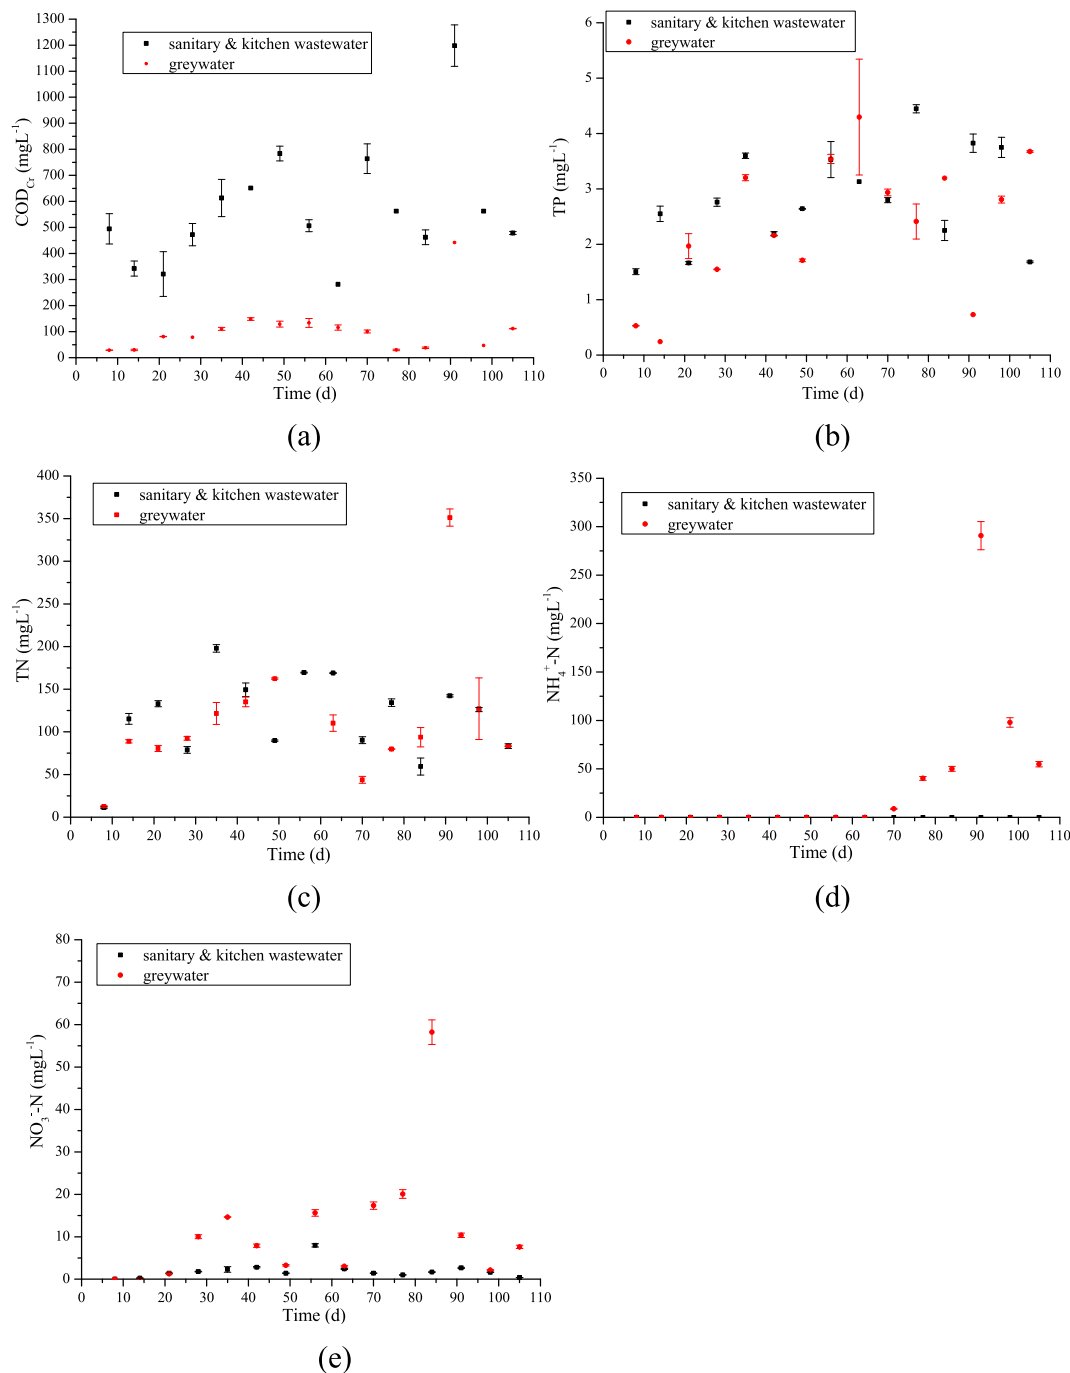 1300
1200
1100
1000
900
800
700
600
500
400
300
200
100
0
COD_Cr (mgL^-1)
sanitary & kitchen wastewater
greywater
0 10 20 30 40 50 60 70 80 90 100 110
Time (d)
(a)
6
5
4
3
2
1
0
TP (mgL^-1)
sanitary & kitchen wastewater
greywater
0 10 20 30 40 50 60 70 80 90 100 110
Time (d)
(b)
400
350
300
250
200
150
100
50
0
TN (mgL^-1)
sanitary & kitchen wastewater
greywater
0 10 20 30 40 50 60 70 80 90 100 110
Time (d)
(c)
350
300
250
200
150
100
50
0
NH_4^+-N (mgL^-1)
sanitary & kitchen wastewater
greywater
0 10 20 30 40 50 60 70 80 90 100 110
Time (d)
(d)
80
70
60
50
40
30
20
10
0
NO_3^--N (mgL^-1)
sanitary & kitchen wastewater
greywater
0 10 20 30 40 50 60 70 80 90 100 110
Time (d)
(e)